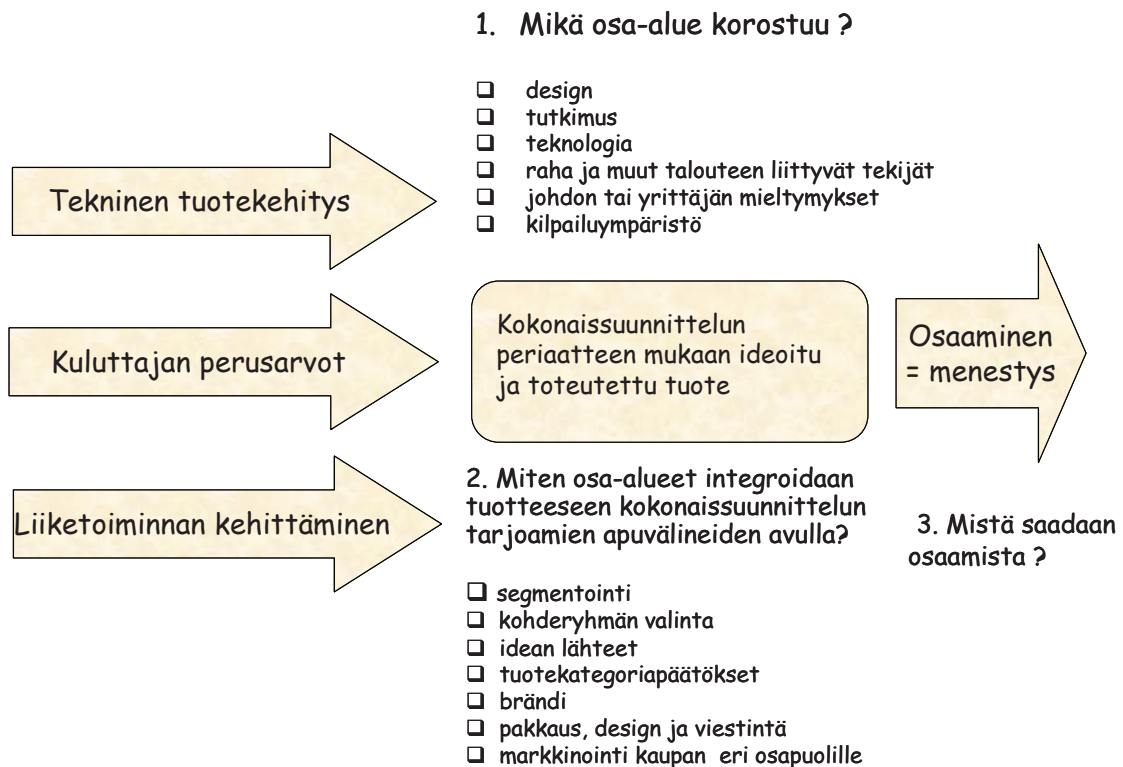 1. Mikä osa-alue korostuu ?
design
tutkimus
teknologia
raha ja muut talouteen liittyvät tekijät
johdon tai yrittäjän mieltymykset
kilpailuympäristö
Tekninen tuotekehitys
Kuluttajan perusarvot
Liiketoiminnan kehittäminen
Kokonaissuunnittelun
periaatteen mukaan ideoitu
ja toteutettu tuote
Osaaminen
= menestys
2. Miten osa-alueet integroidaan
tuotteeseen kokonaissuunnittelun
tarjoamien apuvälineiden avulla?
segmentointi
kohderyhmän valinta
idean lähteet
tuotekategoriapäätökset
brändi
pakkaus, design ja viestintä
markkinointi kaupan eri osapuolille
3. Mistä saadaan
osaamista ?